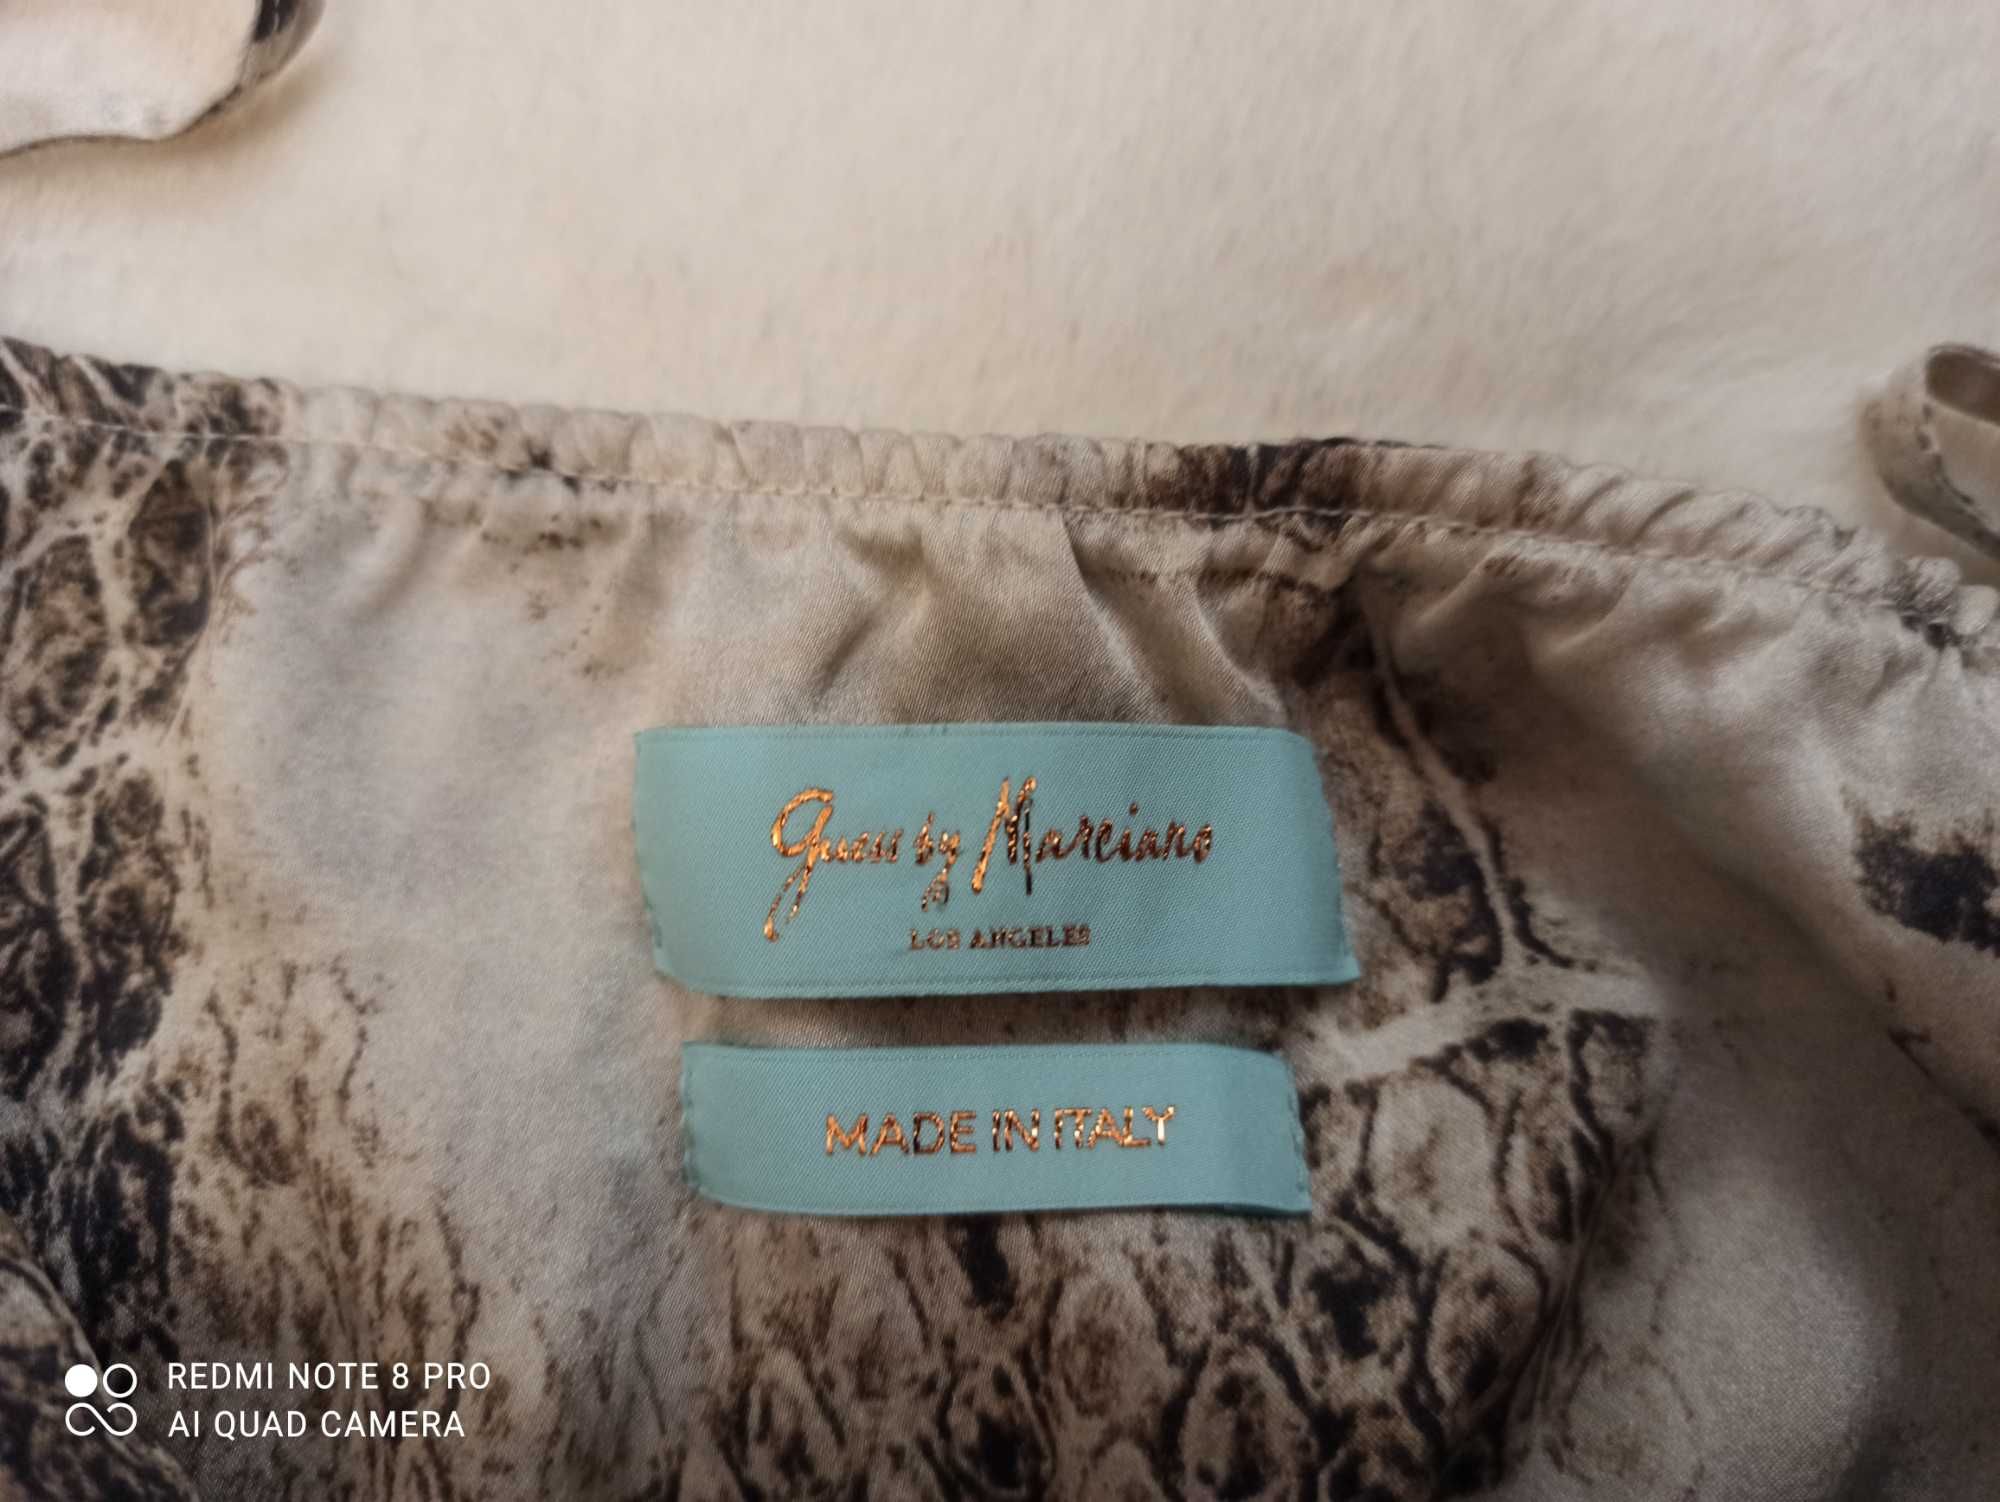 Guess by Marciano
LOS ANGELES
MADE IN ITALY
REDMI NOTE 8 PRO
AI QUAD CAMERA